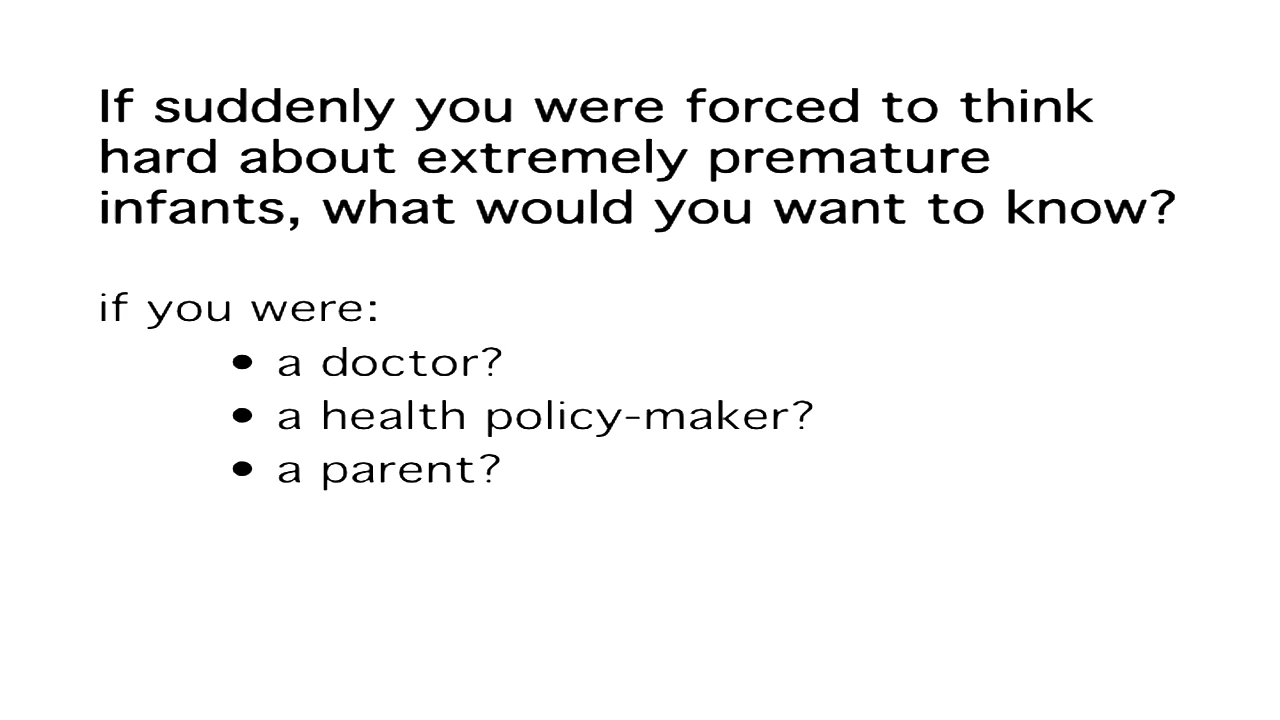 If suddenly you were forced to think
hard about extremely premature
infants, what would you want to know?
if you were:
• a doctor?
• a health policy-maker?
• a parent?